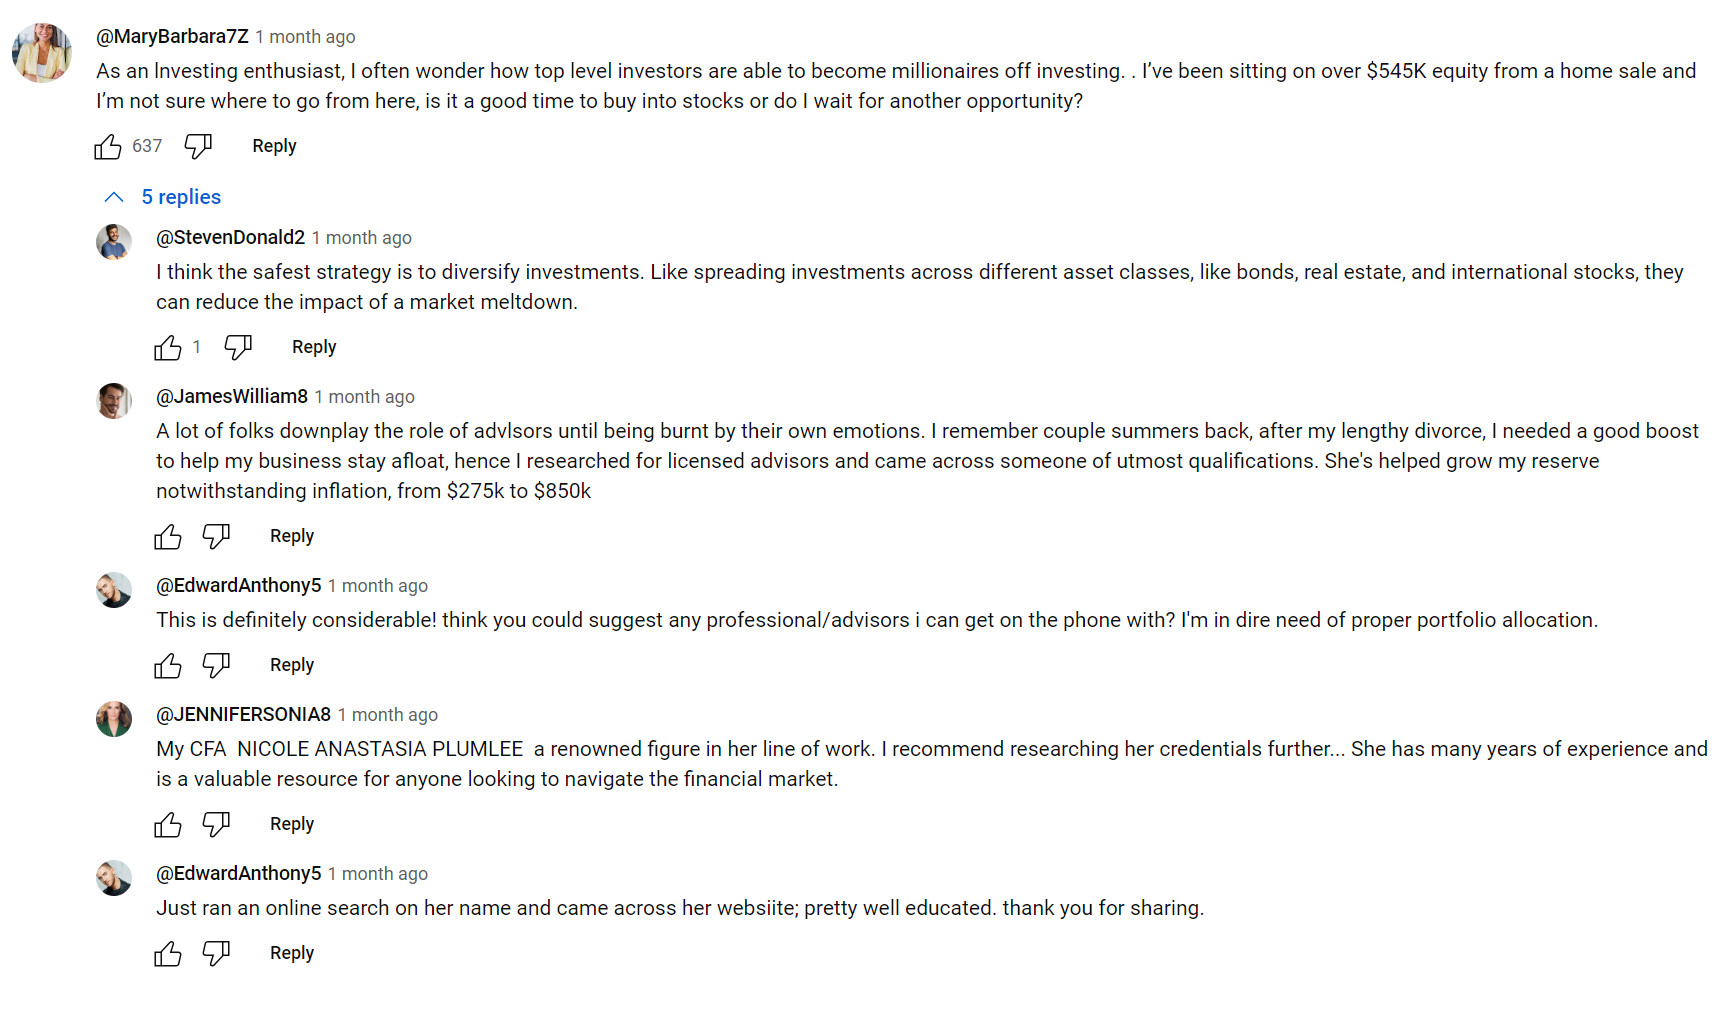 @MaryBarbara7Z 1 month ago
As an lnvesting enthusiast, I often wonder how top level investors are able to become millionaires off investing. . I’ve been sitting on over $545K equity from a home sale and
I’m not sure where to go from here, is it a good time to buy into stocks or do I wait for another opportunity?
637 Reply
5 replies
@StevenDonald2 1 month ago
I think the safest strategy is to diversify investments. Like spreading investments across different asset classes, like bonds, real estate, and international stocks, they
can reduce the impact of a market meltdown.
1 Reply
@JamesWilliam8 1 month ago
A lot of folks downplay the role of advlsors until being burnt by their own emotions. I remember couple summers back, after my lengthy divorce, I needed a good boost
to help my business stay afloat, hence I researched for licensed advisors and came across someone of utmost qualifications. She's helped grow my reserve
notwithstanding inflation, from $275k to $850k
Reply
@EdwardAnthony5 1 month ago
This is definitely considerable! think you could suggest any professional/advisors i can get on the phone with? I'm in dire need of proper portfolio allocation.
Reply
@JENNIFERSONIA8 1 month ago
My CFA  NICOLE ANASTASIA PLUMLEE  a renowned figure in her line of work. I recommend researching her credentials further... She has many years of experience and
is a valuable resource for anyone looking to navigate the financial market.
Reply
@EdwardAnthony5 1 month ago
Just ran an online search on her name and came across her websiite; pretty well educated. thank you for sharing.
Reply